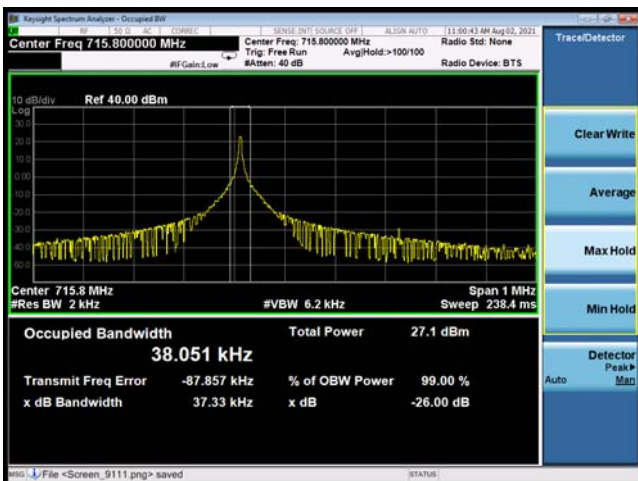 Keysight Spectrum Analyzer - Occupied BW
RF 50 Ω AC CORREC SENSE:INT SOURCE OFF ALIGN AUTO 11:00:43 AM Aug 02, 2021
Center Freq 715.800000 MHz
Center Freq: 715.800000 MHz
Radio Std: None
Trace/Detector
Trig: Free Run Avg|Hold:>100/100
#IFGain:Low
#Atten: 40 dB
Radio Device: BTS
10 dB/div Ref 40.00 dBm
Log
30.0
20.0
10.0
0.00
-10.0
-20.0
-30.0
-40.0
-50.0
Clear Write
Average
Max Hold
Min Hold
Detector
Peak
Auto Man
Center 715.8 MHz
Span 1 MHz
#Res BW 2 kHz
#VBW 6.2 kHz
Sweep 238.4 ms
Occupied Bandwidth
38.051 kHz
Total Power 27.1 dBm
Transmit Freq Error -87.857 kHz
% of OBW Power 99.00 %
x dB Bandwidth 37.33 kHz
x dB -26.00 dB
MSG File <Screen_9111.png> saved
STATUS